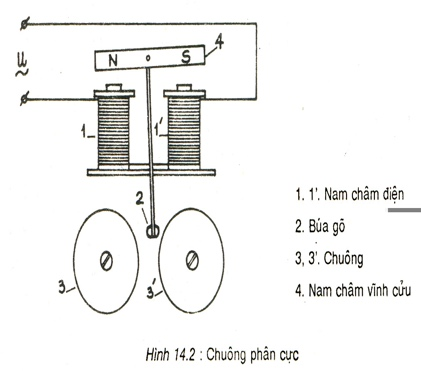 4
N S
U
~
1 1'
2
3 3'
1. 1'. Nam châm điện
2. Búa gõ
3, 3'. Chuông
4. Nam châm vĩnh cửu
Hình 14.2 : Chuông phân cực